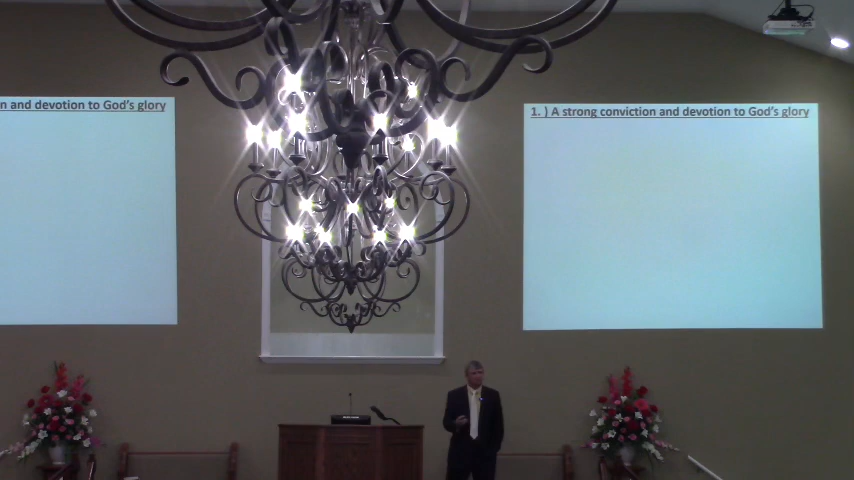 n and devotion to God's glory
1. ) A strong conviction and devotion to God's glory